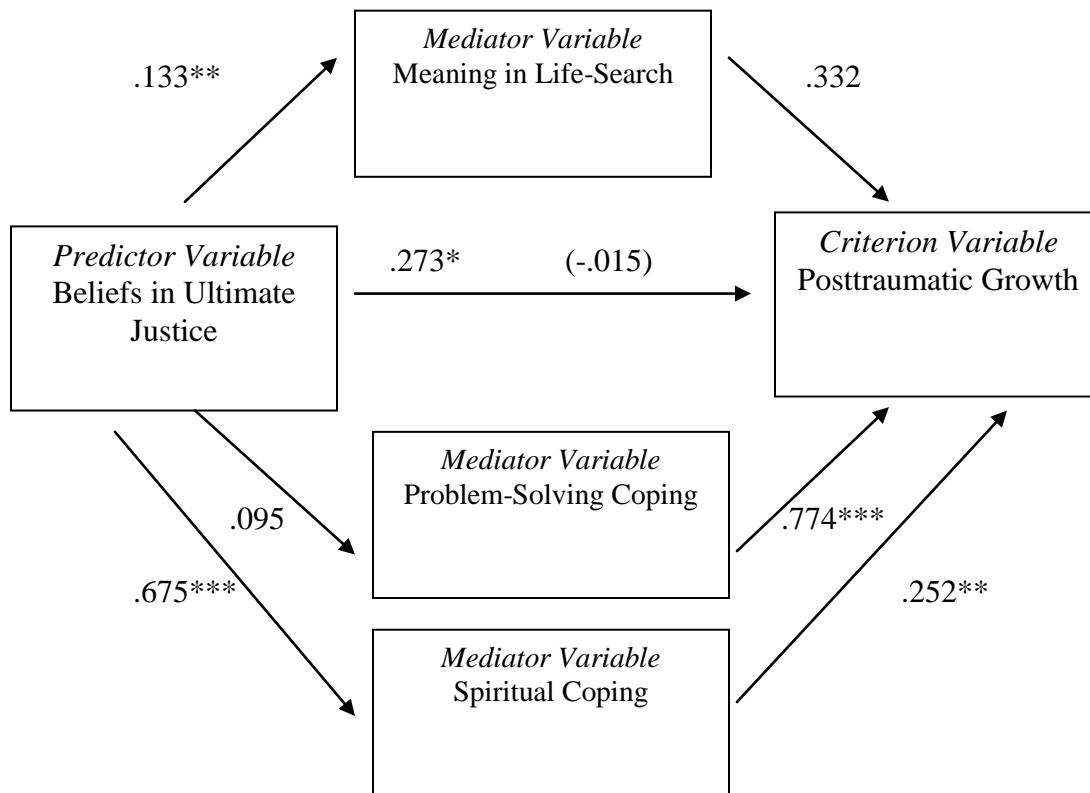 Mediator Variable
Meaning in Life-Search
.133**
.332
Predictor Variable
Beliefs in Ultimate
Justice
.273*
(-.015)
Criterion Variable
Posttraumatic Growth
Mediator Variable
Problem-Solving Coping
.095
.774***
.675***
.252**
Mediator Variable
Spiritual Coping